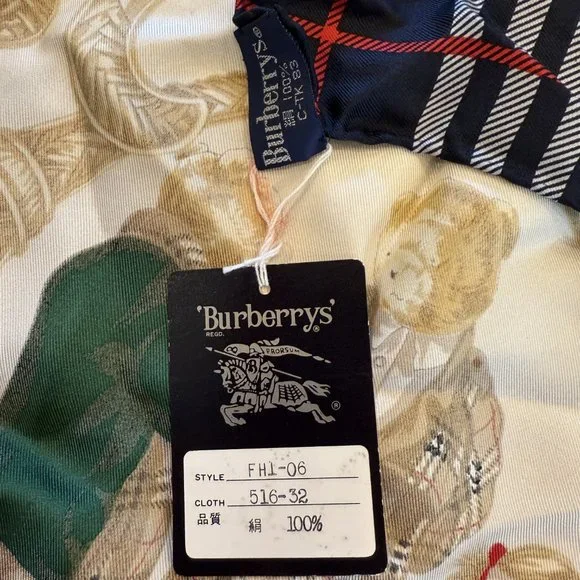 Burberrys®
絹 100%
C-TK 83
'Burberrys'®
REGD.
PRORSUM
®
STYLE FH1-06
CLOTH 516-32
品質 絹 100%